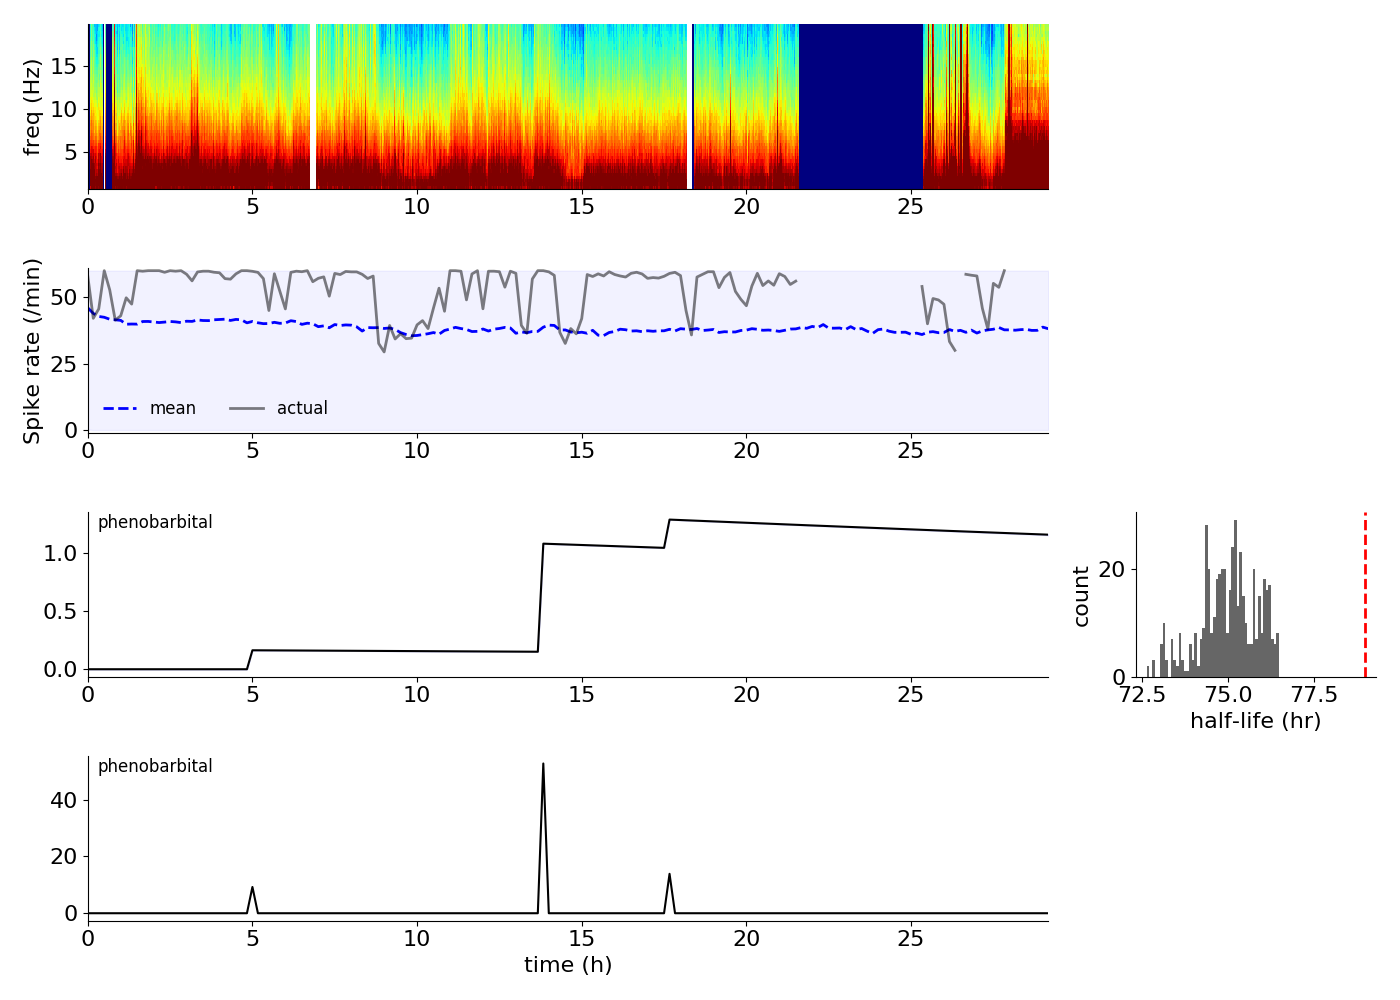 freq (Hz)
15
10
5
0 5 10 15 20 25
Spike rate (/min)
50
25
0
mean actual
0 5 10 15 20 25
phenobarbital
1.0
0.5
0.0
0 5 10 15 20 25
count
20
0
72.5 75.0 77.5
half-life (hr)
phenobarbital
40
20
0
0 5 10 15 20 25
time (h)